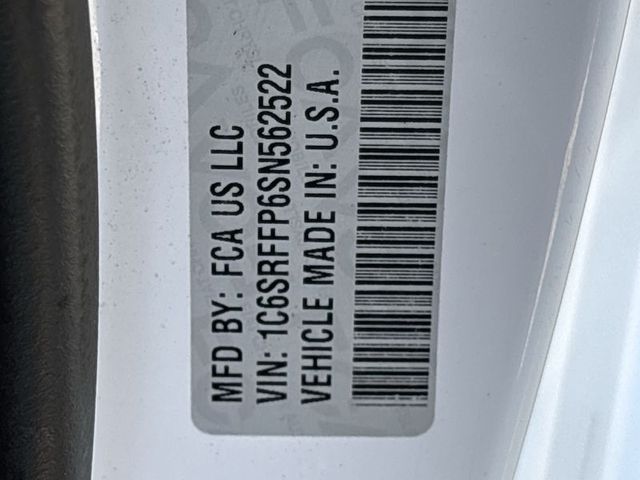 MFD BY: FCA US LLC
VIN: 1C6SRFFP6SN562522
VEHICLE MADE IN: U.S.A.